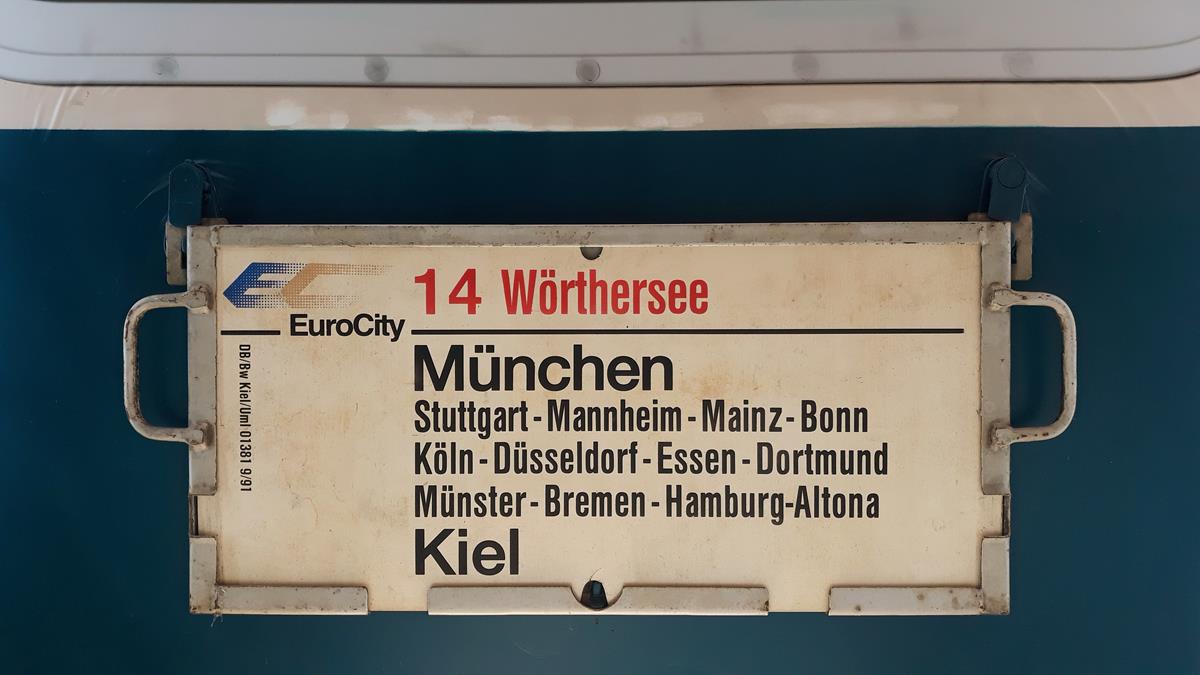 EC 14 Wörthersee
EuroCity
DB/Bw Kiel/Uml 01381 9/91
München
Stuttgart - Mannheim - Mainz - Bonn
Köln - Düsseldorf - Essen - Dortmund
Münster - Bremen - Hamburg-Altona
Kiel